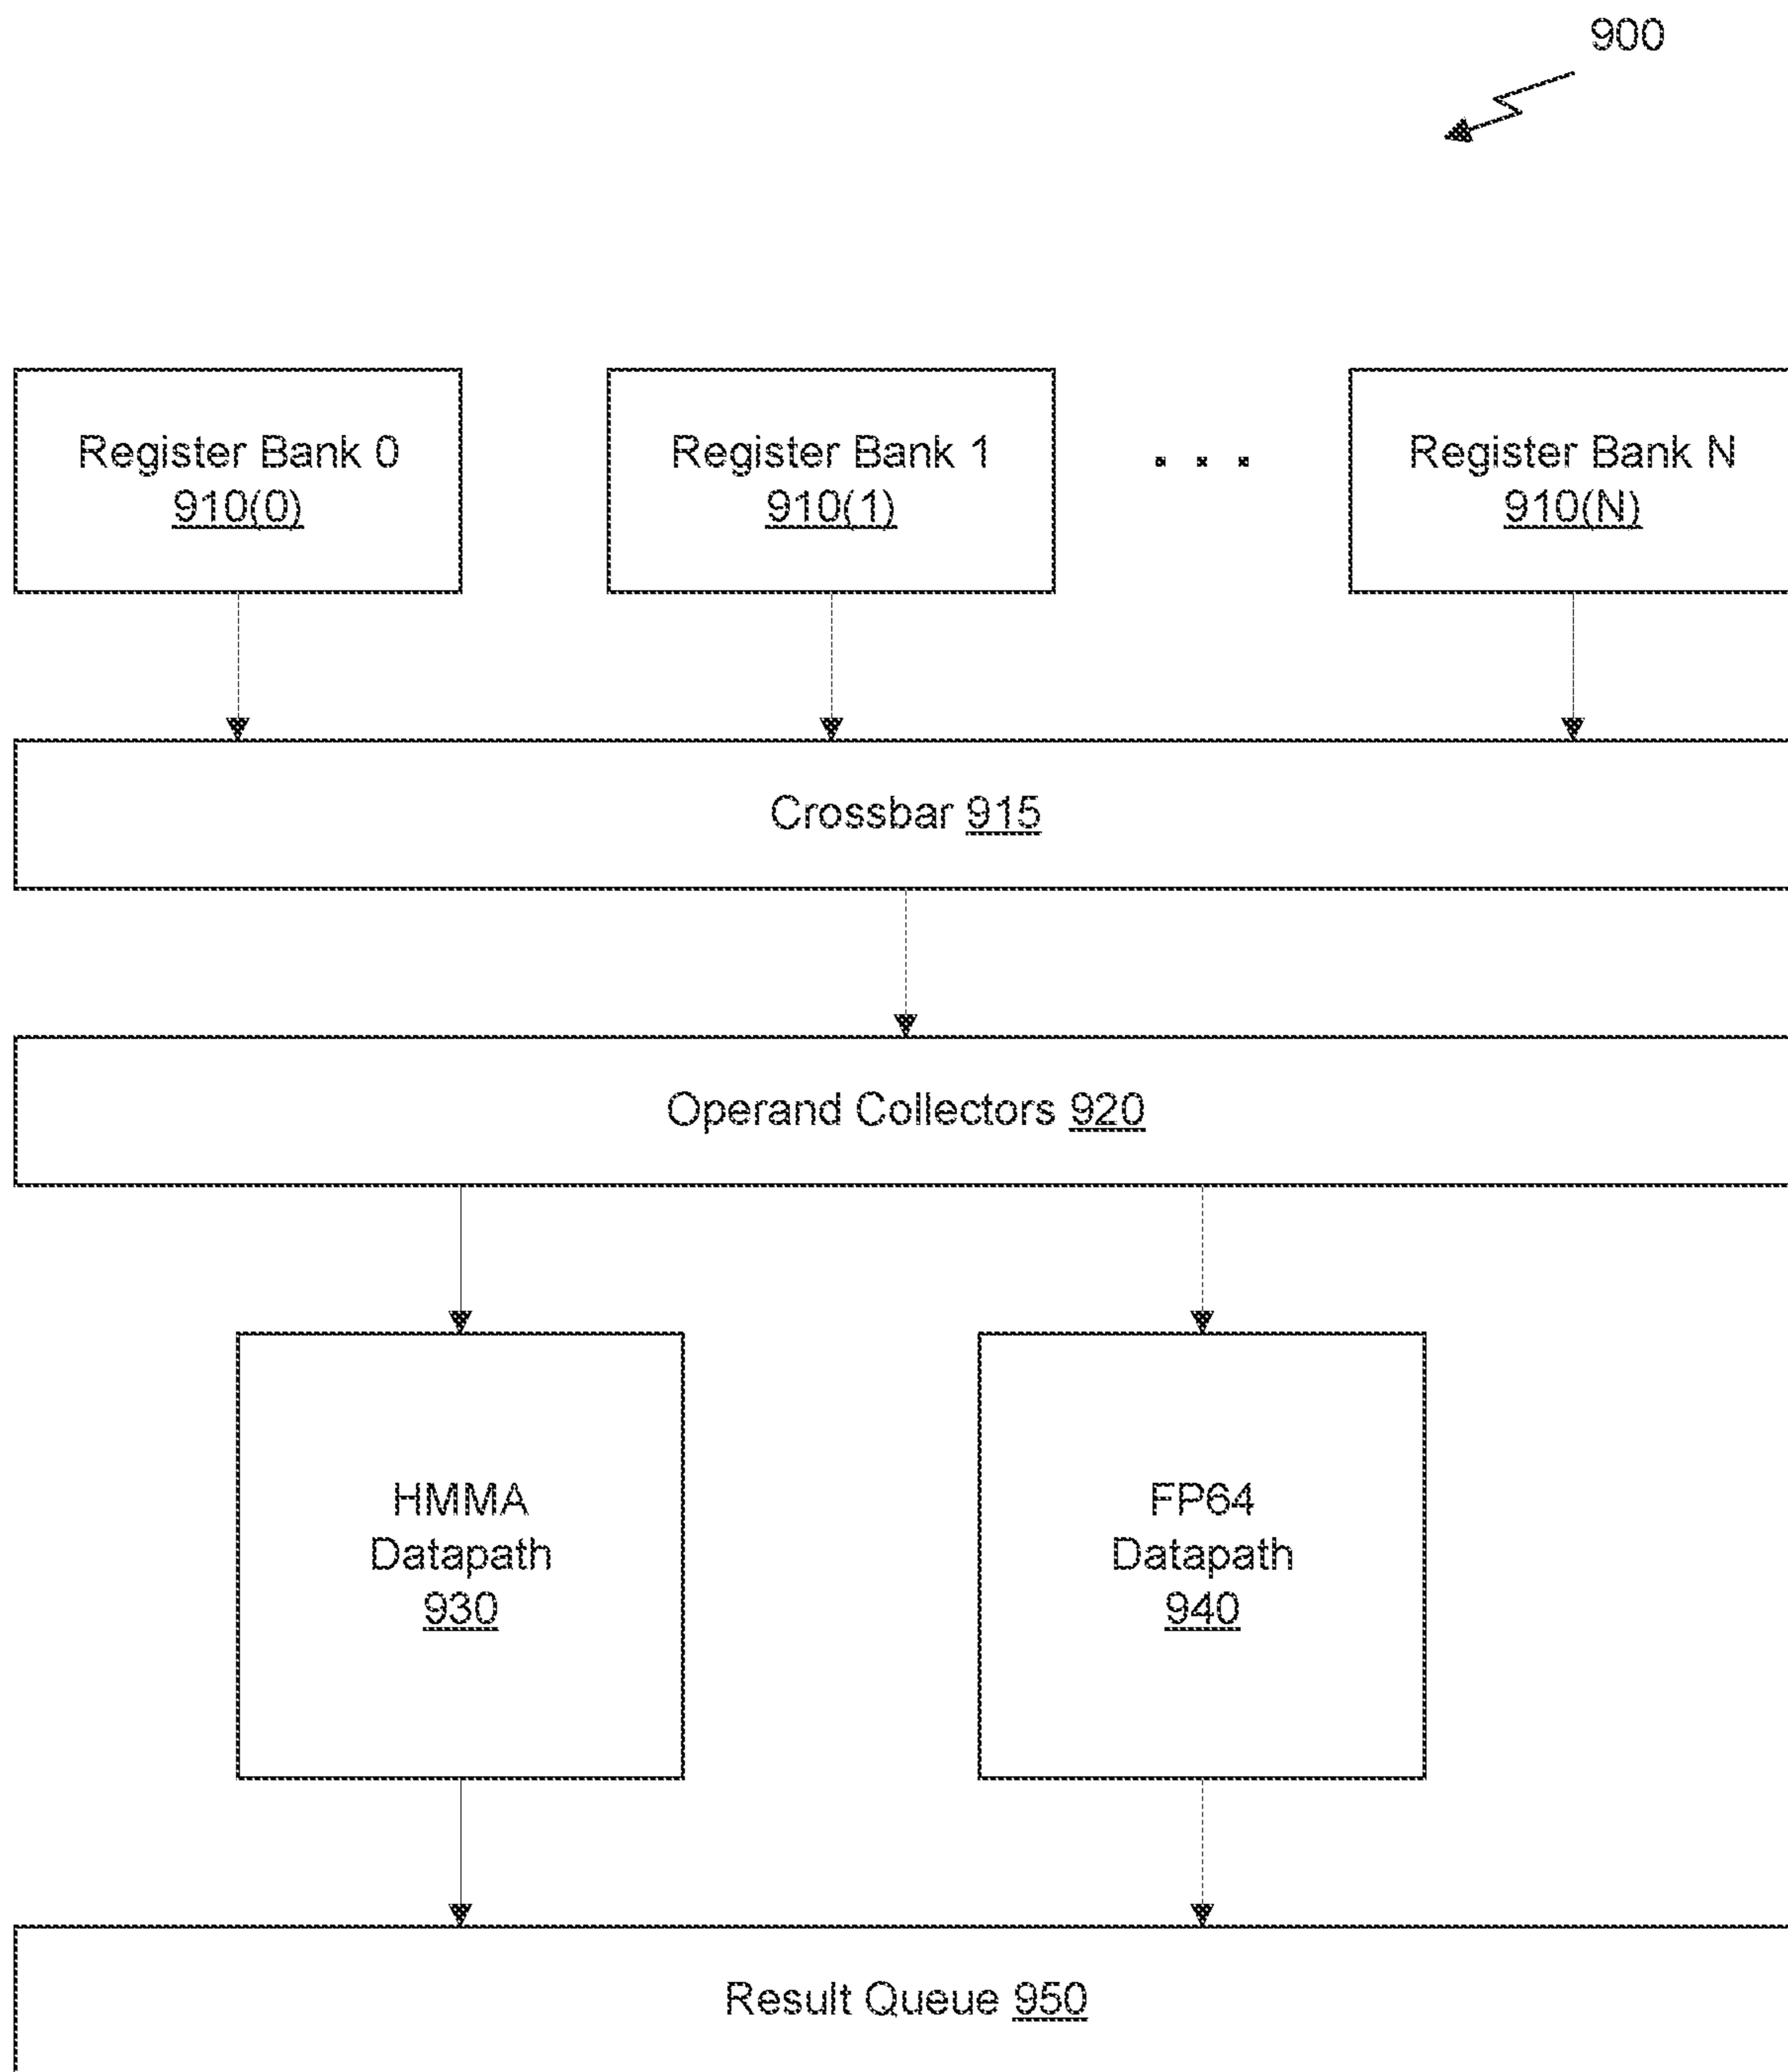 900
Register Bank 0
910(0)
Register Bank 1
910(1)
. . .
Register Bank N
910(N)
Crossbar 915
Operand Collectors 920
HMMA
Datapath
930
FP64
Datapath
940
Result Queue 950